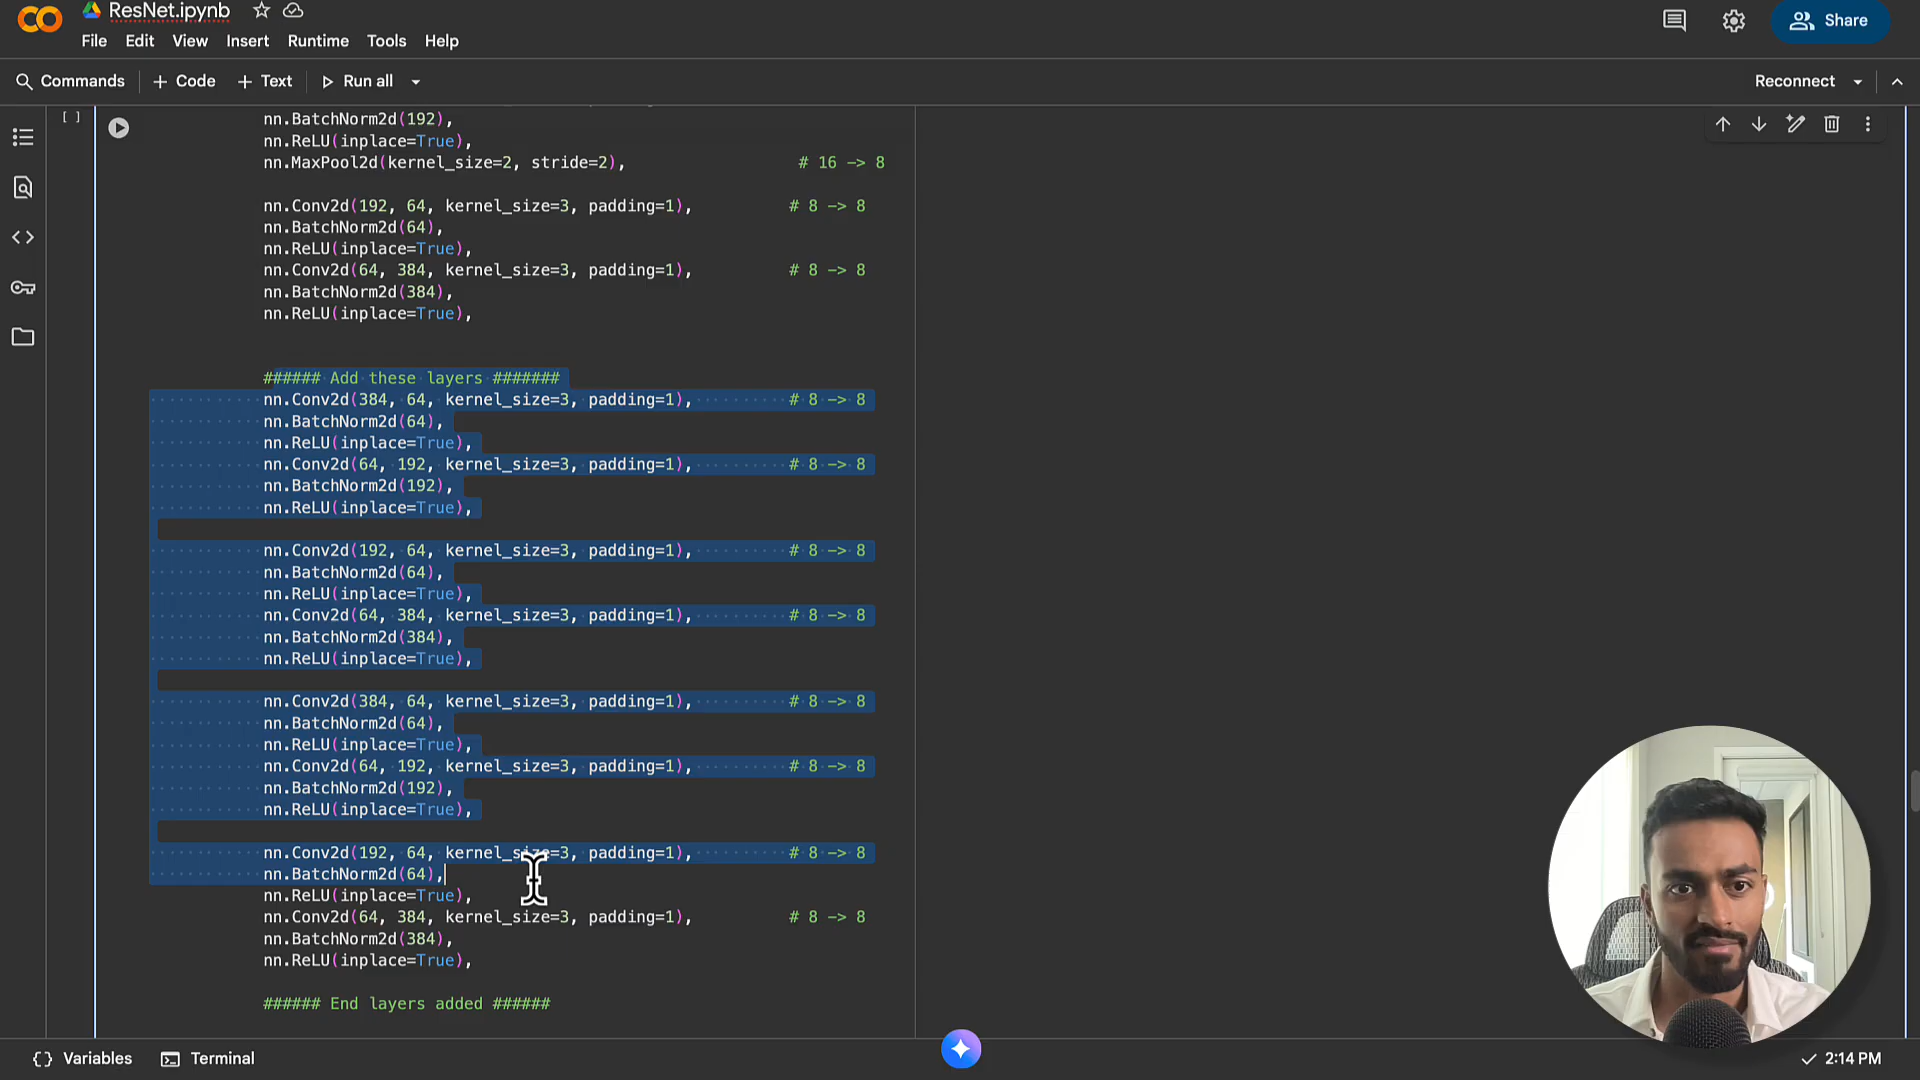 ResNet.ipynb
File Edit View Insert Runtime Tools Help
Share
Commands + Code + Text Run all
Reconnect
[ ]
nn.BatchNorm2d(192),
nn.ReLU(inplace=True),
nn.MaxPool2d(kernel_size=2, stride=2), # 16 -> 8
nn.Conv2d(192, 64, kernel_size=3, padding=1), # 8 -> 8
nn.BatchNorm2d(64),
nn.ReLU(inplace=True),
nn.Conv2d(64, 384, kernel_size=3, padding=1), # 8 -> 8
nn.BatchNorm2d(384),
nn.ReLU(inplace=True),
###### Add these layers #######
nn.Conv2d(384, 64, kernel_size=3, padding=1), # 8 -> 8
nn.BatchNorm2d(64),
nn.ReLU(inplace=True),
nn.Conv2d(64, 192, kernel_size=3, padding=1), # 8 -> 8
nn.BatchNorm2d(192),
nn.ReLU(inplace=True),
nn.Conv2d(192, 64, kernel_size=3, padding=1), # 8 -> 8
nn.BatchNorm2d(64),
nn.ReLU(inplace=True),
nn.Conv2d(64, 384, kernel_size=3, padding=1), # 8 -> 8
nn.BatchNorm2d(384),
nn.ReLU(inplace=True),
nn.Conv2d(384, 64, kernel_size=3, padding=1), # 8 -> 8
nn.BatchNorm2d(64),
nn.ReLU(inplace=True),
nn.Conv2d(64, 192, kernel_size=3, padding=1), # 8 -> 8
nn.BatchNorm2d(192),
nn.ReLU(inplace=True),
nn.Conv2d(192, 64, kernel_size=3, padding=1), # 8 -> 8
nn.BatchNorm2d(64),
nn.ReLU(inplace=True),
nn.Conv2d(64, 384, kernel_size=3, padding=1), # 8 -> 8
nn.BatchNorm2d(384),
nn.ReLU(inplace=True),
###### End layers added ######
{} Variables Terminal
2:14 PM